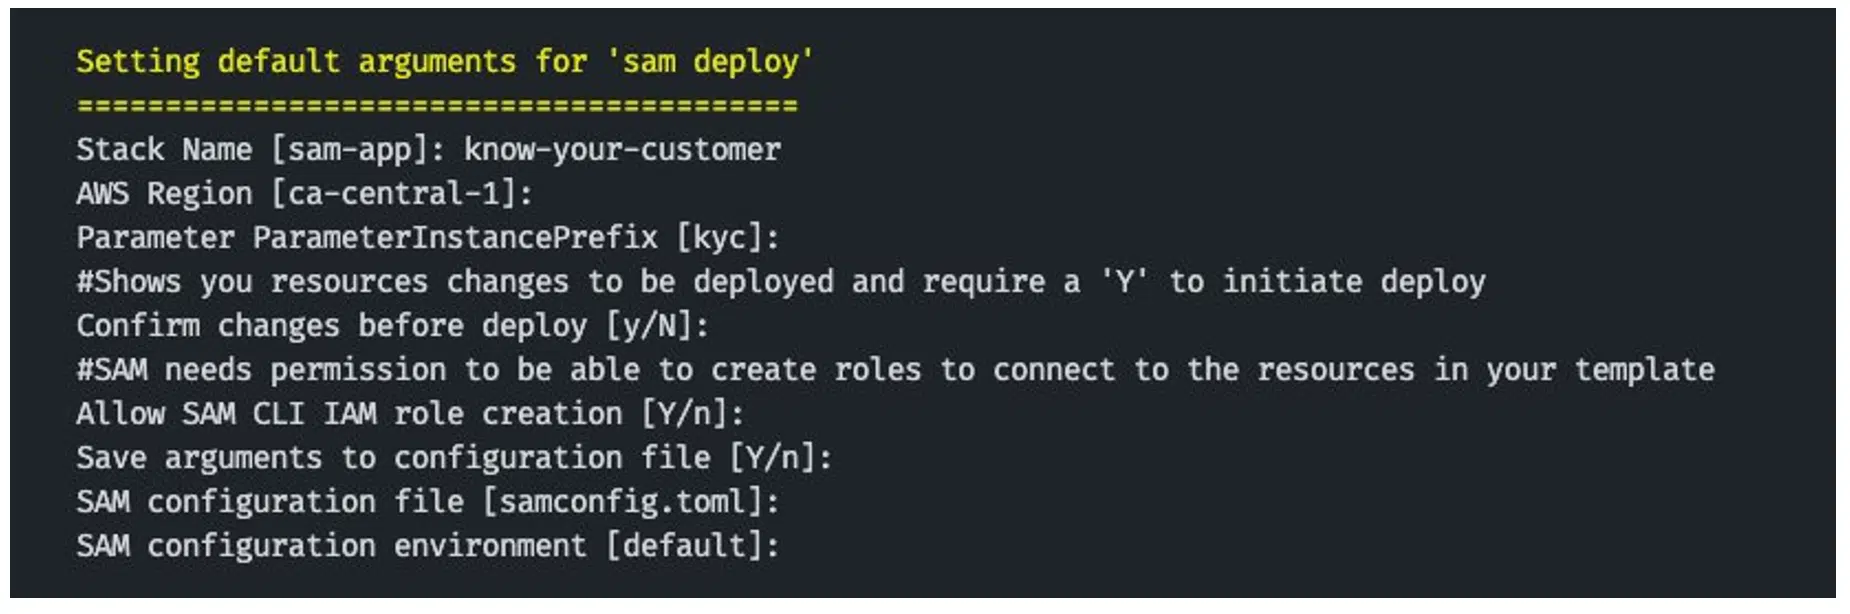 Setting default arguments for 'sam deploy'
=========================================
Stack Name [sam-app]: know-your-customer
AWS Region [ca-central-1]:
Parameter ParameterInstancePrefix [kyc]:
#Shows you resources changes to be deployed and require a 'Y' to initiate deploy
Confirm changes before deploy [y/N]:
#SAM needs permission to be able to create roles to connect to the resources in your template
Allow SAM CLI IAM role creation [Y/n]:
Save arguments to configuration file [Y/n]:
SAM configuration file [samconfig.toml]:
SAM configuration environment [default]: